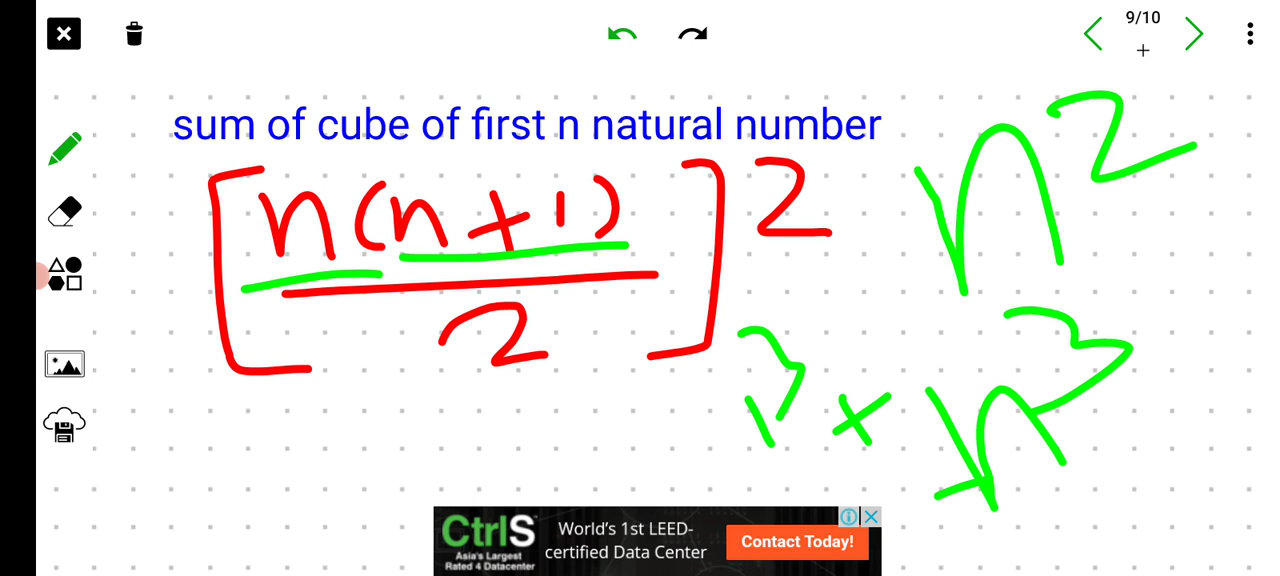 9/10
+
sum of cube of first n natural number
[n(n+1)
2]2
n2
n3
CtrlS
Asia's Largest
Rated 4 Datacenter
World's 1st LEED-
certified Data Center
Contact Today!